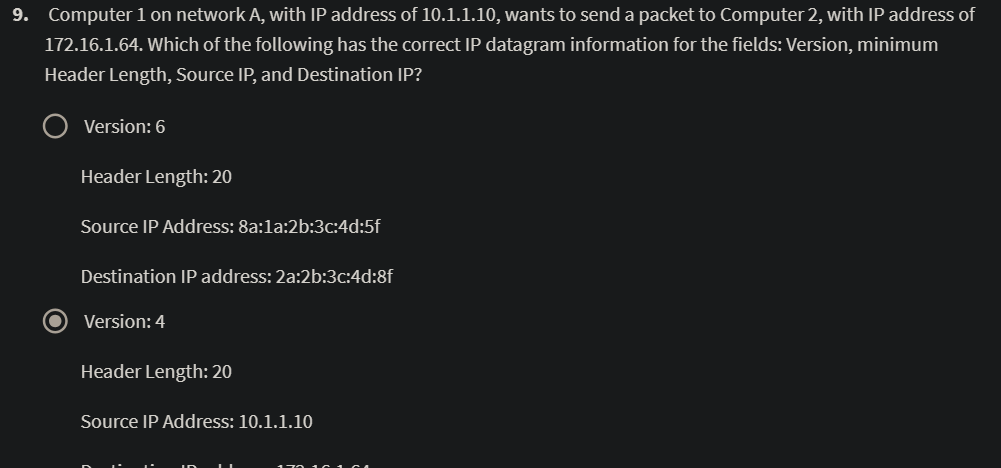 9. Computer 1 on network A, with IP address of 10.1.1.10, wants to send a packet to Computer 2, with IP address of
172.16.1.64. Which of the following has the correct IP datagram information for the fields: Version, minimum
Header Length, Source IP, and Destination IP?
Version: 6
Header Length: 20
Source IP Address: 8a:1a:2b:3c:4d:5f
Destination IP address: 2a:2b:3c:4d:8f
Version: 4
Header Length: 20
Source IP Address: 10.1.1.10